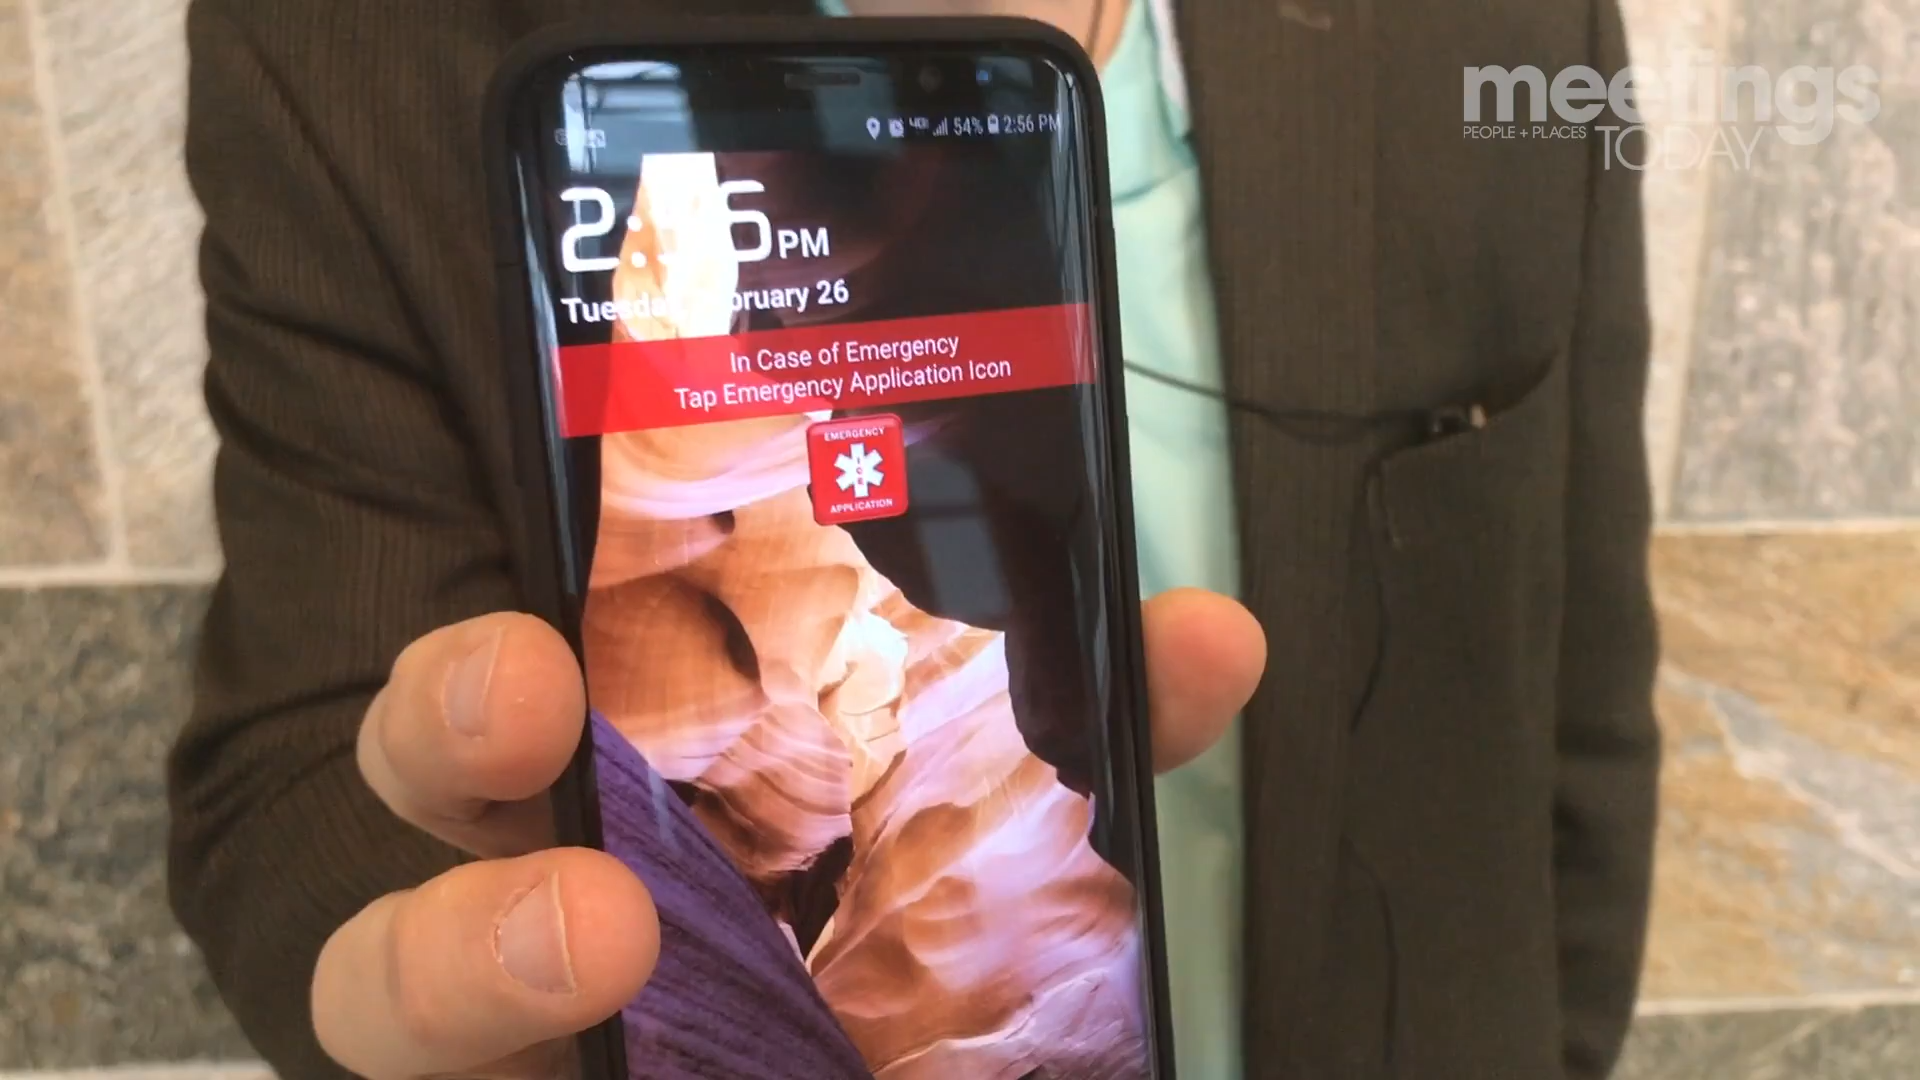 meetings
PEOPLE + PLACES TODAY
54% 2:56 PM
PM
26
In Case of Emergency
Tap Emergency Application Icon
EMERGENCY
ICE
APPLICATION